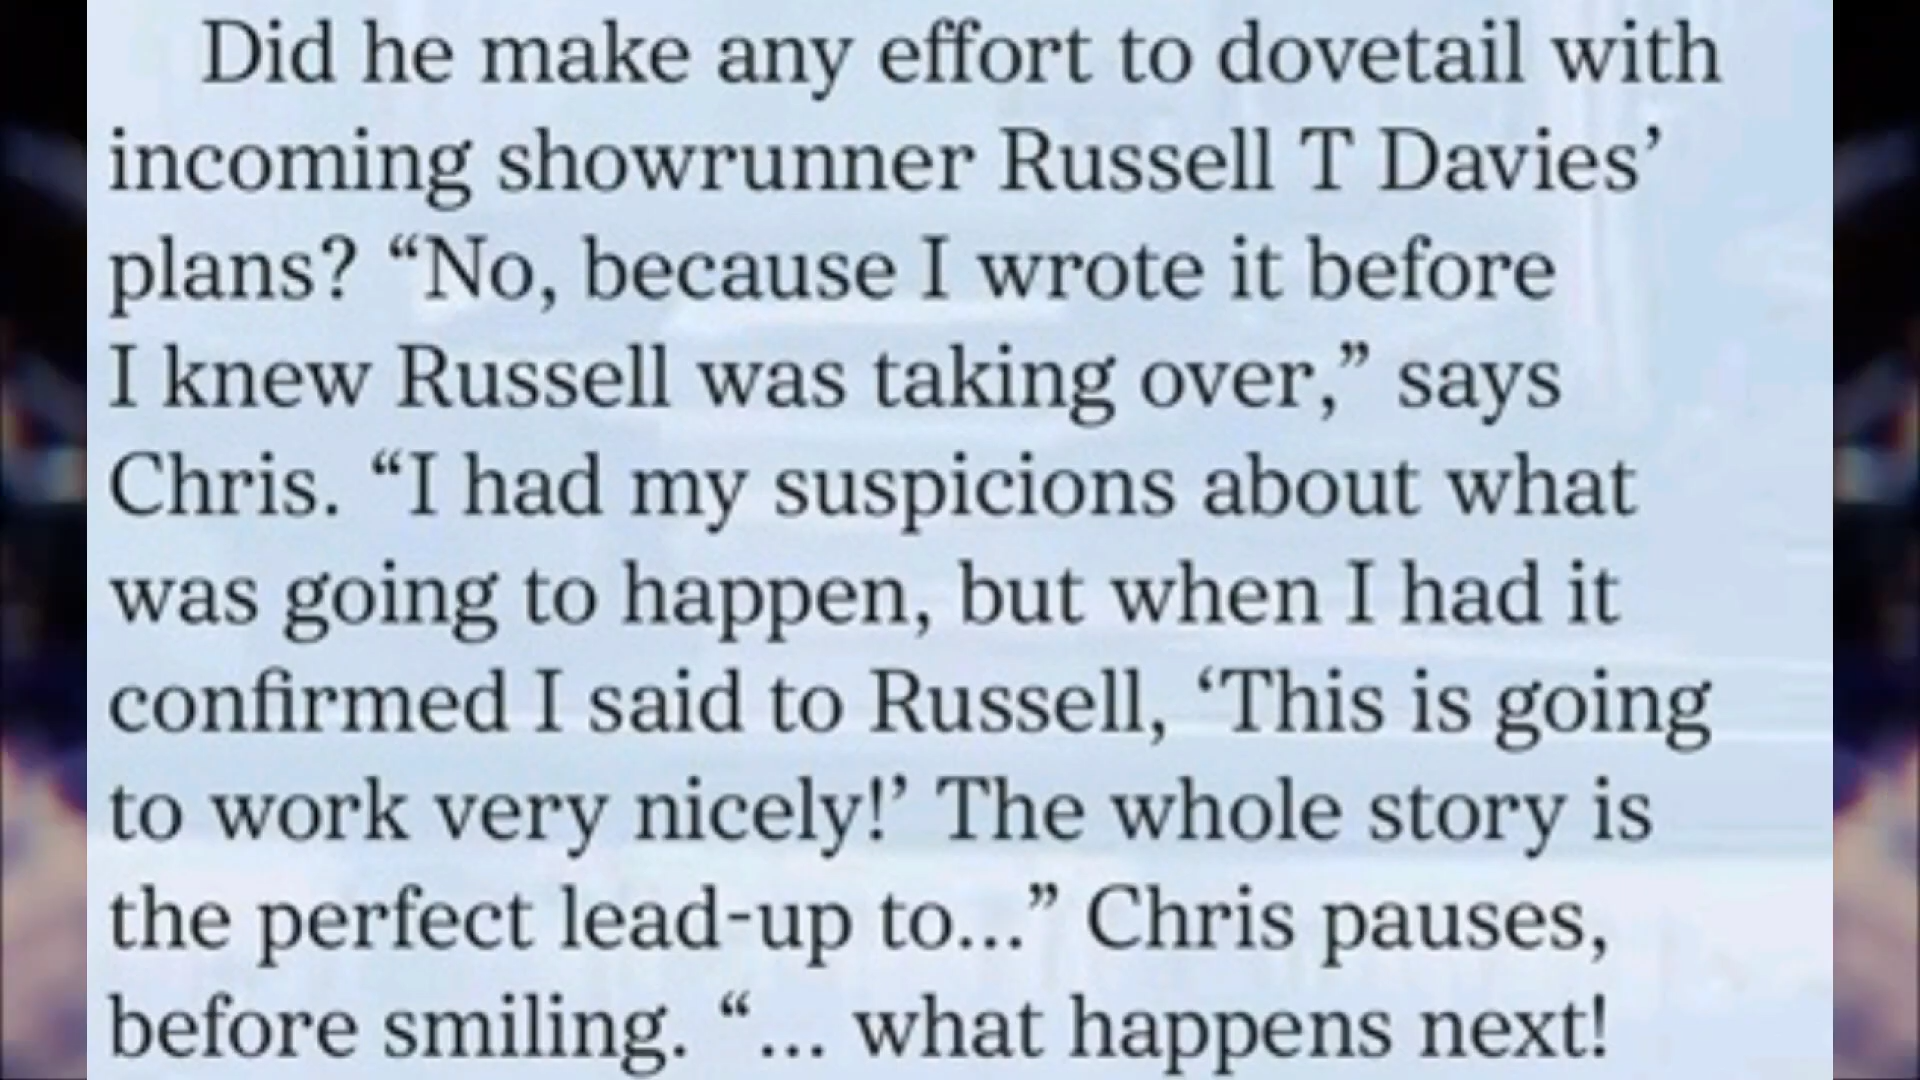 Did he make any effort to dovetail with
incoming showrunner Russell T Davies’
plans? “No, because I wrote it before
I knew Russell was taking over,” says
Chris. “I had my suspicions about what
was going to happen, but when I had it
confirmed I said to Russell, ‘This is going
to work very nicely!’ The whole story is
the perfect lead-up to...” Chris pauses,
before smiling. “... what happens next!